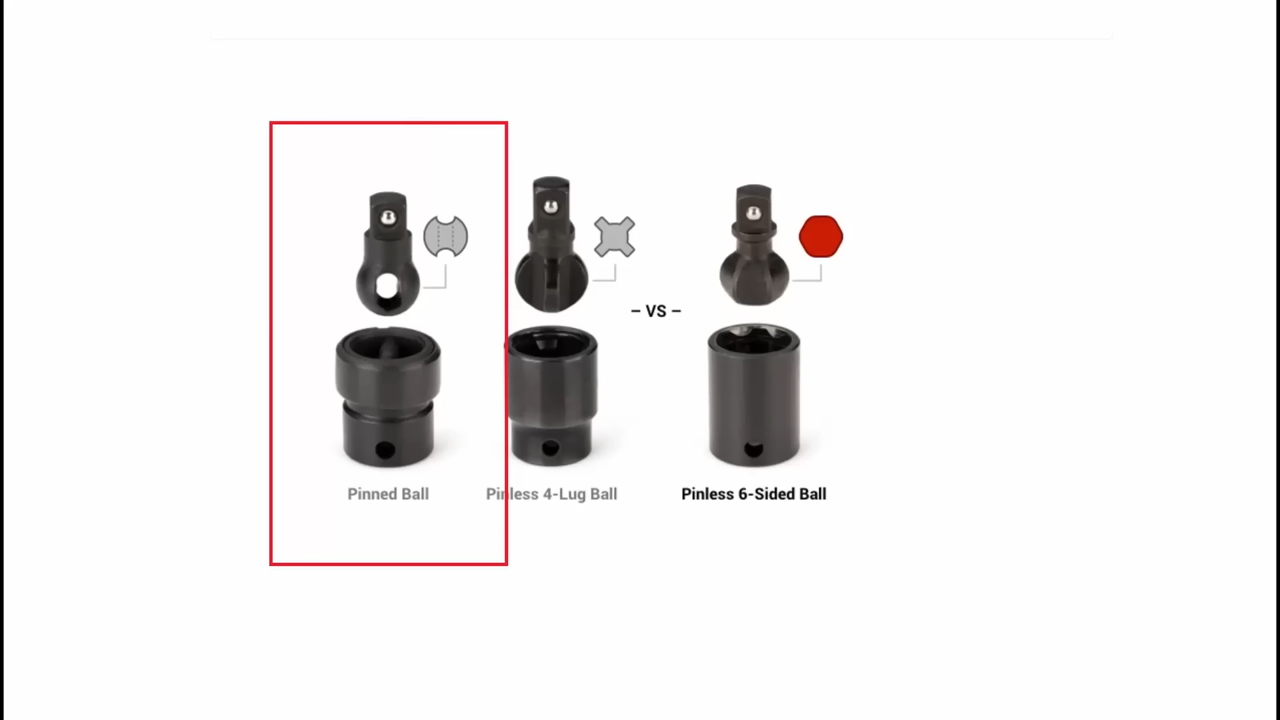 – VS –
Pinned Ball
Pinless 4-Lug Ball
Pinless 6-Sided Ball